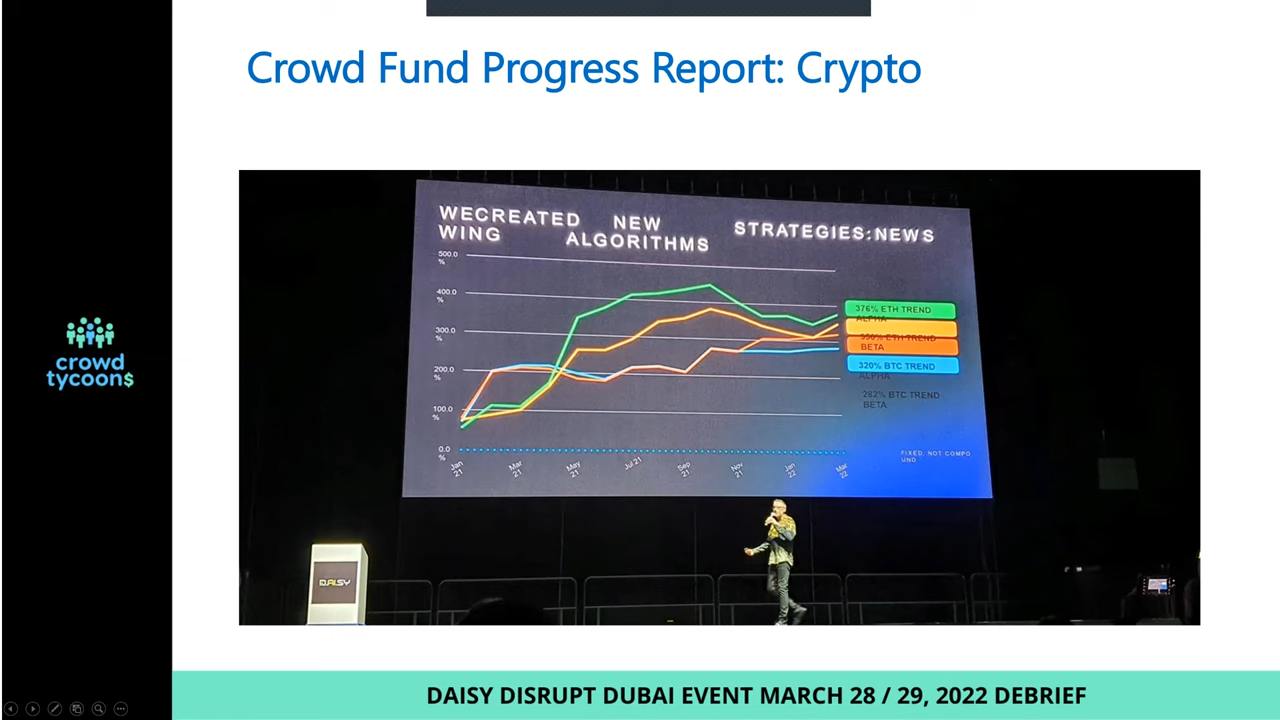 Crowd Fund Progress Report: Crypto
WECREATED NEW STRATEGIES:NEWS
WING ALGORITHMS
500.0
%
400.0
%
300.0
%
200.0
%
100.0
%
0.0
%
Jan
21
Mar
21
May
21
Jul 21
Sep
21
Nov
21
Jan
22
Mar
22
376% ETH TREND
ALPHA
ETH TREND
BETA
320% BTC TREND
ALPHA
282% BTC TREND
BETA
FIXED, NOT COMPO
UND
DAISY
crowd
tycoon$
DAISY DISRUPT DUBAI EVENT MARCH 28 / 29, 2022 DEBRIEF